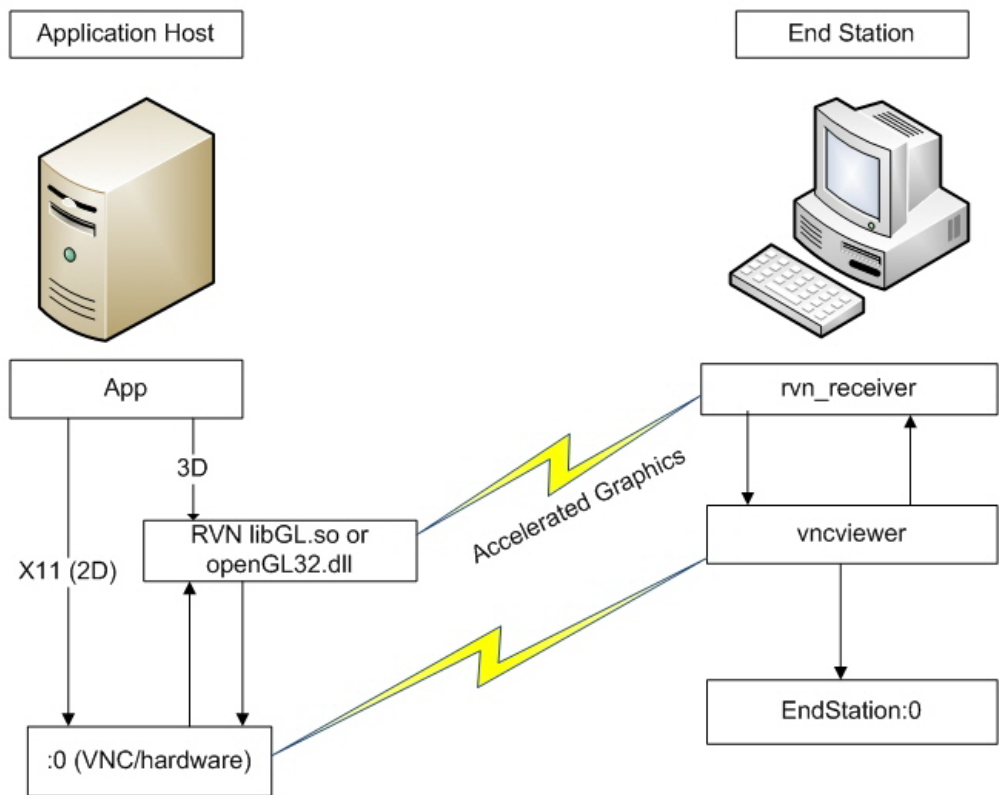 Application Host
End Station
App
rvn_receiver
3D
Accelerated Graphics
RVN libGL.so or
openGL32.dll
vncviewer
X11 (2D)
EndStation:0
:0 (VNC/hardware)